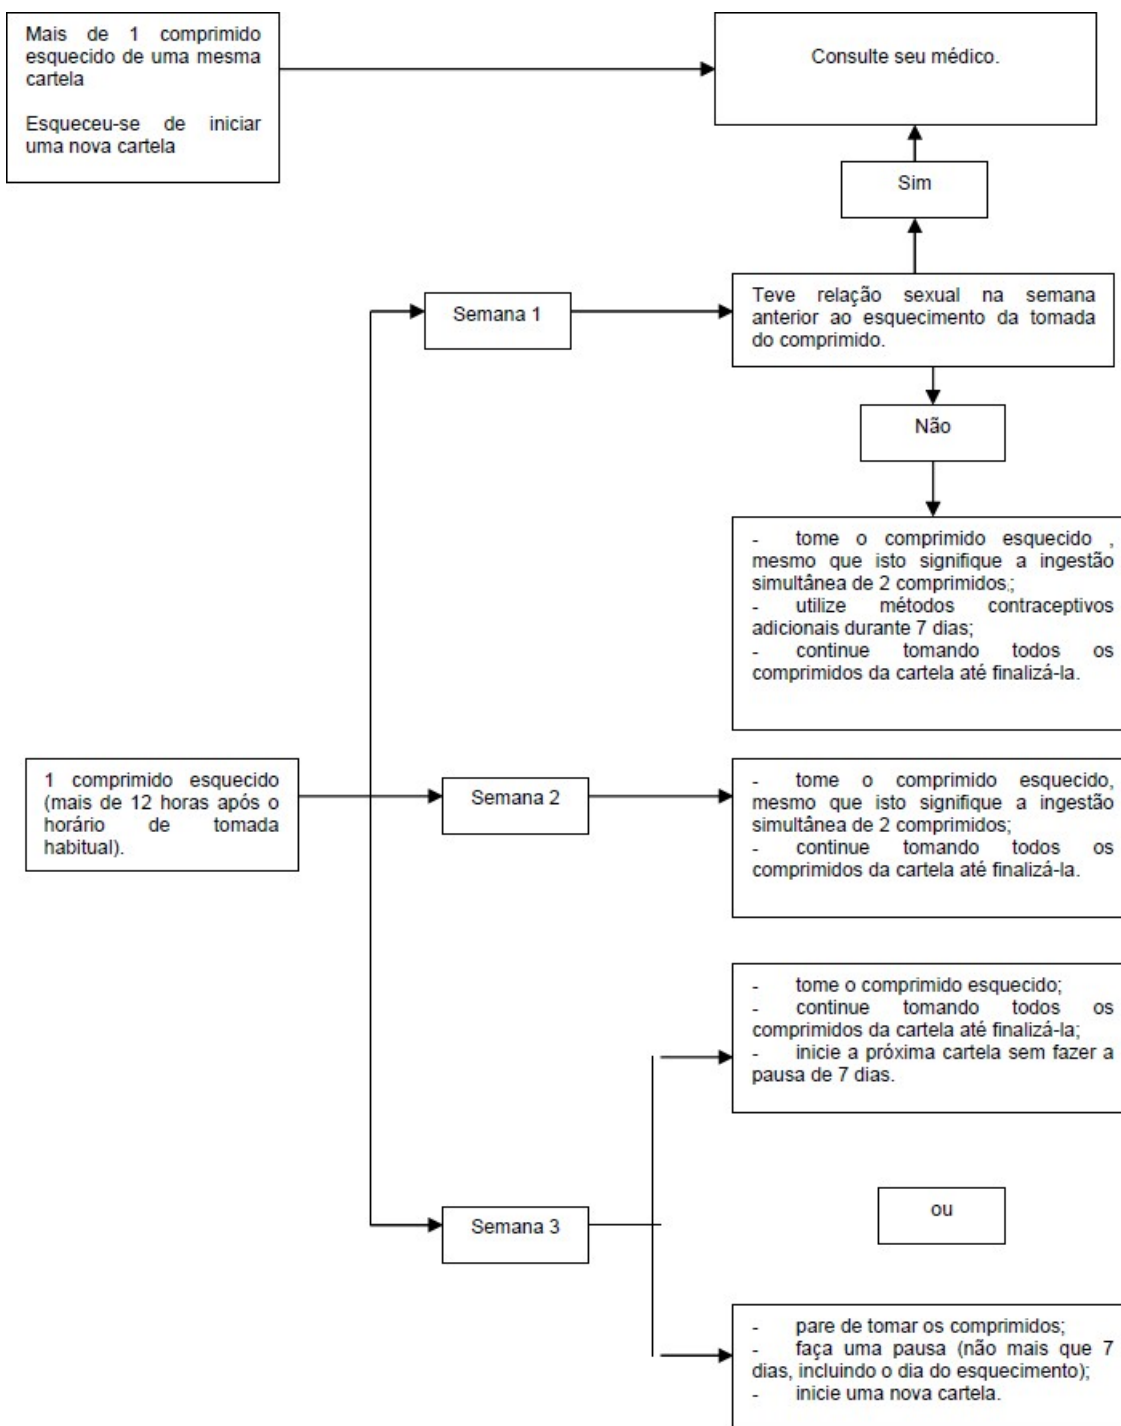 Mais de 1 comprimido
esquecido de uma mesma
cartela
Esqueceu-se de iniciar
uma nova cartela
Consulte seu médico.
Sim
Semana 1
Teve relação sexual na semana
anterior ao esquecimento da tomada
do comprimido.
Não
- tome o comprimido esquecido ,
mesmo que isto signifique a ingestão
simultânea de 2 comprimidos.;
- utilize métodos contraceptivos
adicionais durante 7 dias;
- continue tomando todos os
comprimidos da cartela até finalizá-la.
1 comprimido esquecido
(mais de 12 horas após o
horário de tomada
habitual).
Semana 2
- tome o comprimido esquecido,
mesmo que isto signifique a ingestão
simultânea de 2 comprimidos;
- continue tomando todos os
comprimidos da cartela até finalizá-la.
Semana 3
- tome o comprimido esquecido;
- continue tomando todos os
comprimidos da cartela até finalizá-la;
- inicie a próxima cartela sem fazer a
pausa de 7 dias.
ou
- pare de tomar os comprimidos;
- faça uma pausa (não mais que 7
dias, incluindo o dia do esquecimento);
- inicie uma nova cartela.